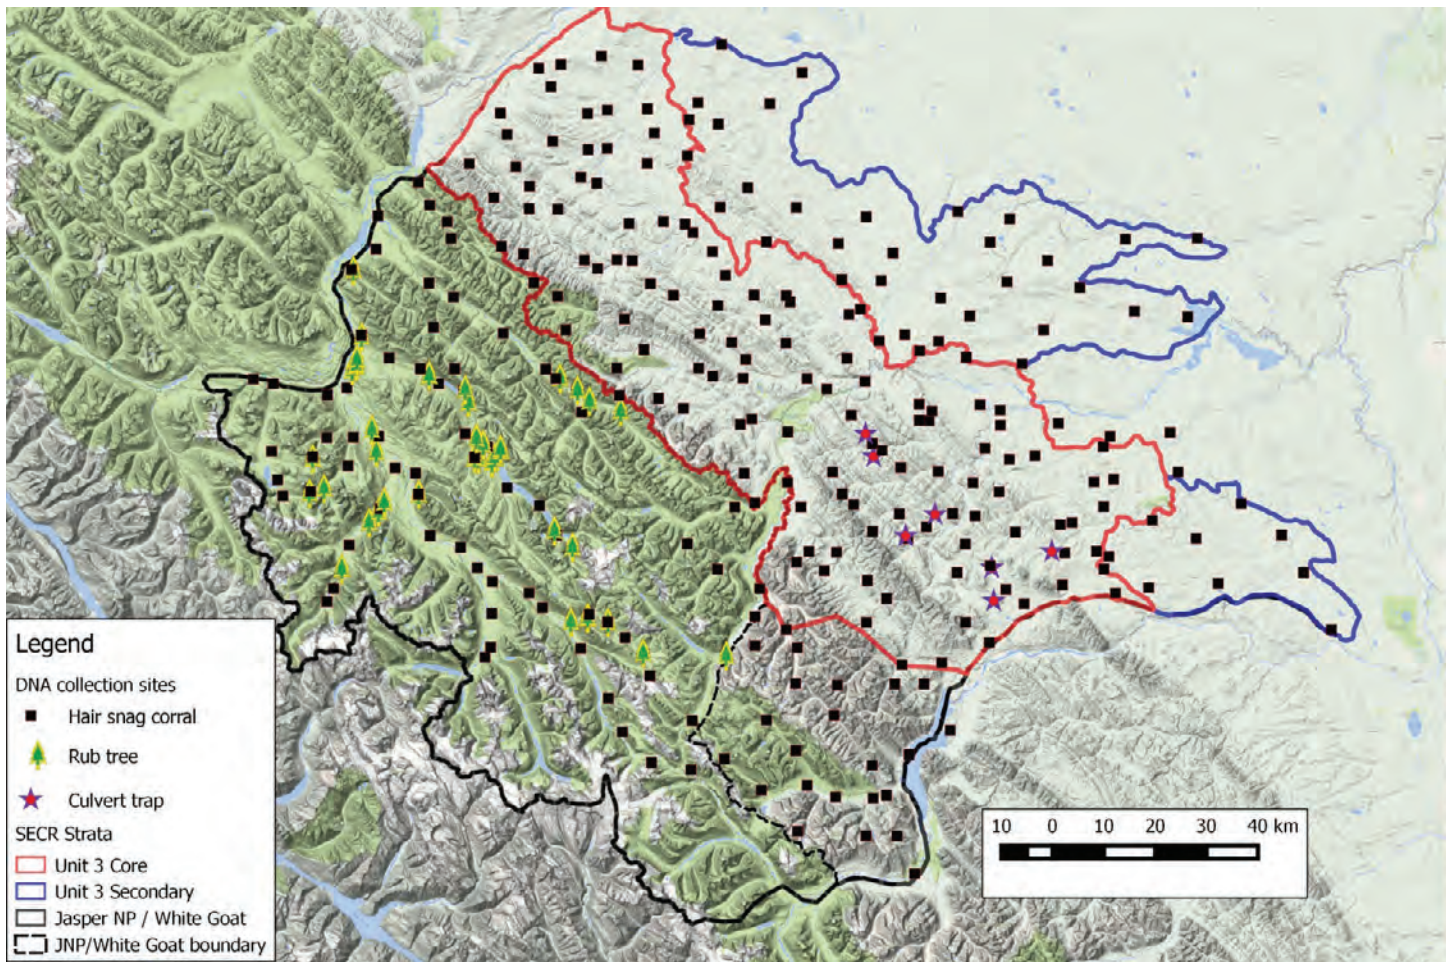 Legend
DNA collection sites
Hair snag corral
Rub tree
Culvert trap
SECR Strata
Unit 3 Core
Unit 3 Secondary
Jasper NP / White Goat
JNP/White Goat boundary
10 0 10 20 30 40 km